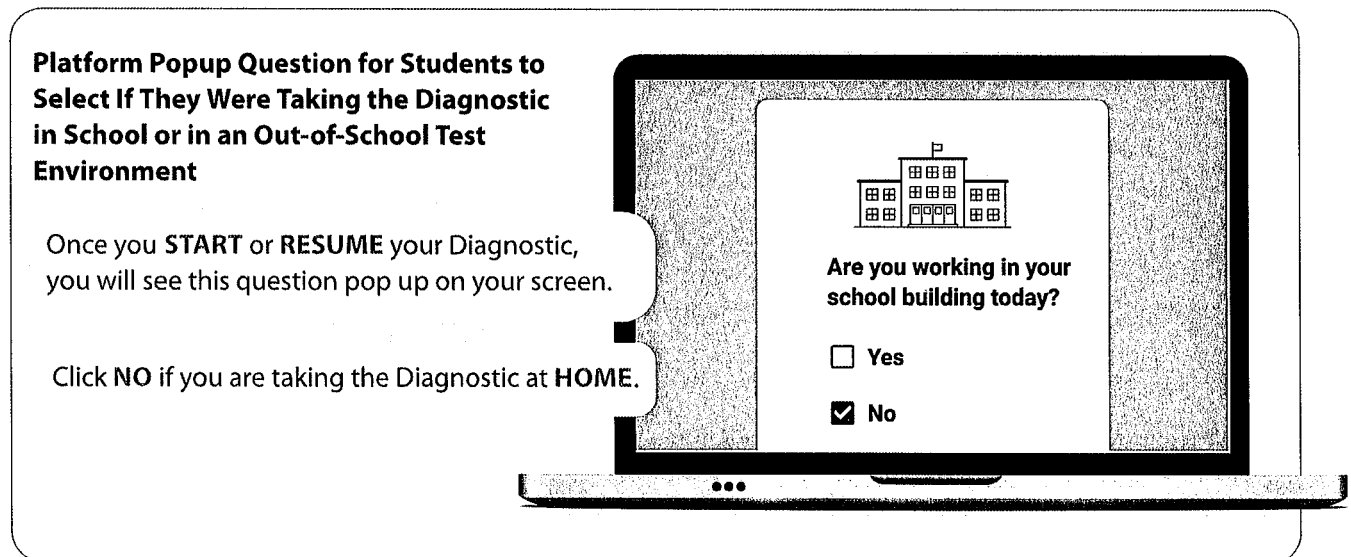 Platform Popup Question for Students to
Select If They Were Taking the Diagnostic
in School or in an Out-of-School Test
Environment
Once you START or RESUME your Diagnostic,
you will see this question pop up on your screen.
Click NO if you are taking the Diagnostic at HOME.
Are you working in your
school building today?
Yes
No